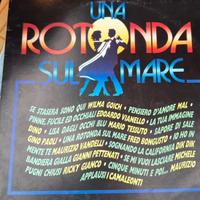 UNA
ROTONDA
SUL MARE...
SE STASERA SONO QUI WILMA GOICH • PENSIERO D'AMORE MAL •
PINNE, FUCILE ED OCCHIALI EDOARDO VIANELLO • LA TUA IMMAGINE
DINO • LISA DAGLI OCCHI BLU MARIO TESSUTO • SAPORE DI SALE
GINO PAOLI • UNA ROTONDA SUL MARE FRED BONGUSTO • IO HO IN
MENTE TE MAURIZIO VANDELLI • SOGNANDO LA CALIFORNIA DIK DIK
BANDIERA GIALLA GIANNI PETTENATI • SE MI VUOI LASCIARE MICHELE
PUGNI CHIUSI RICKY GIANCO • CINQUE MINUTI E POI... MAURIZIO
APPLAUSI CAMALEONTI